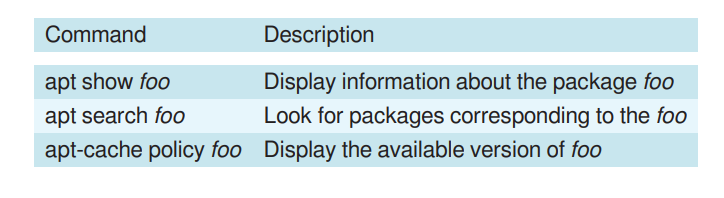 Command Description
apt show foo Display information about the package foo
apt search foo Look for packages corresponding to the foo
apt-cache policy foo Display the available version of foo